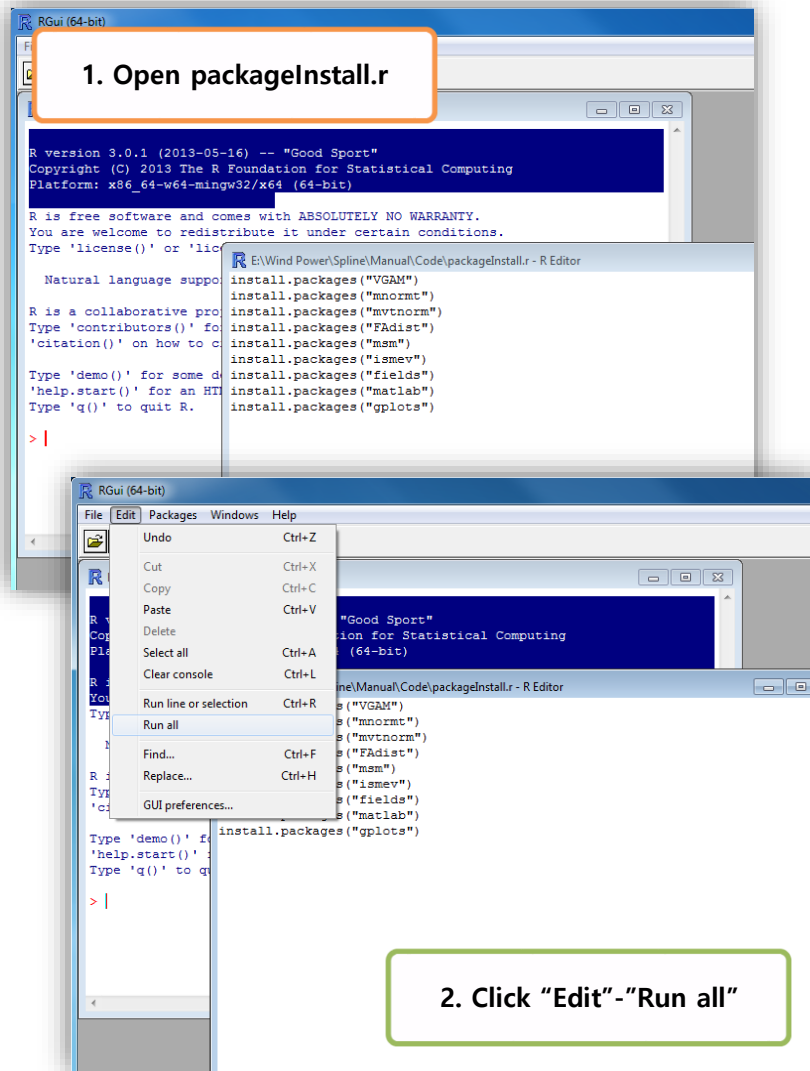 RGui (64-bit)
1. Open packageInstall.r
R version 3.0.1 (2013-05-16) -- "Good Sport"
Copyright (C) 2013 The R Foundation for Statistical Computing
Platform: x86_64-w64-mingw32/x64 (64-bit)
R is free software and comes with ABSOLUTELY NO WARRANTY.
You are welcome to redistribute it under certain conditions.
Type 'license()' or 'lice
Natural language suppo
R is a collaborative pro
Type 'contributors()' fo
'citation()' on how to c
Type 'demo()' for some d
'help.start()' for an HT
Type 'q()' to quit R.
>
E:\Wind Power\Spline\Manual\Code\packageInstall.r - R Editor
install.packages("VGAM")
install.packages("mnormt")
install.packages("mvtnorm")
install.packages("FAdist")
install.packages("msm")
install.packages("ismev")
install.packages("fields")
install.packages("matlab")
install.packages("gplots")
RGui (64-bit)
File Edit Packages Windows Help
Undo Ctrl+Z
Cut Ctrl+X
Copy Ctrl+C
Paste Ctrl+V
Delete
Select all Ctrl+A
Clear console Ctrl+L
Run line or selection Ctrl+R
Run all
Find... Ctrl+F
Replace... Ctrl+H
GUI preferences...
"Good Sport"
ion for Statistical Computing
(64-bit)
ine\Manual\Code\packageInstall.r - R Editor
s("VGAM")
s("mnormt")
s("mvtnorm")
s("FAdist")
s("msm")
s("ismev")
s("fields")
s("matlab")
install.packages("gplots")
Type 'demo()' f
'help.start()'
Type 'q()' to q
>
2. Click “Edit”-”Run all”